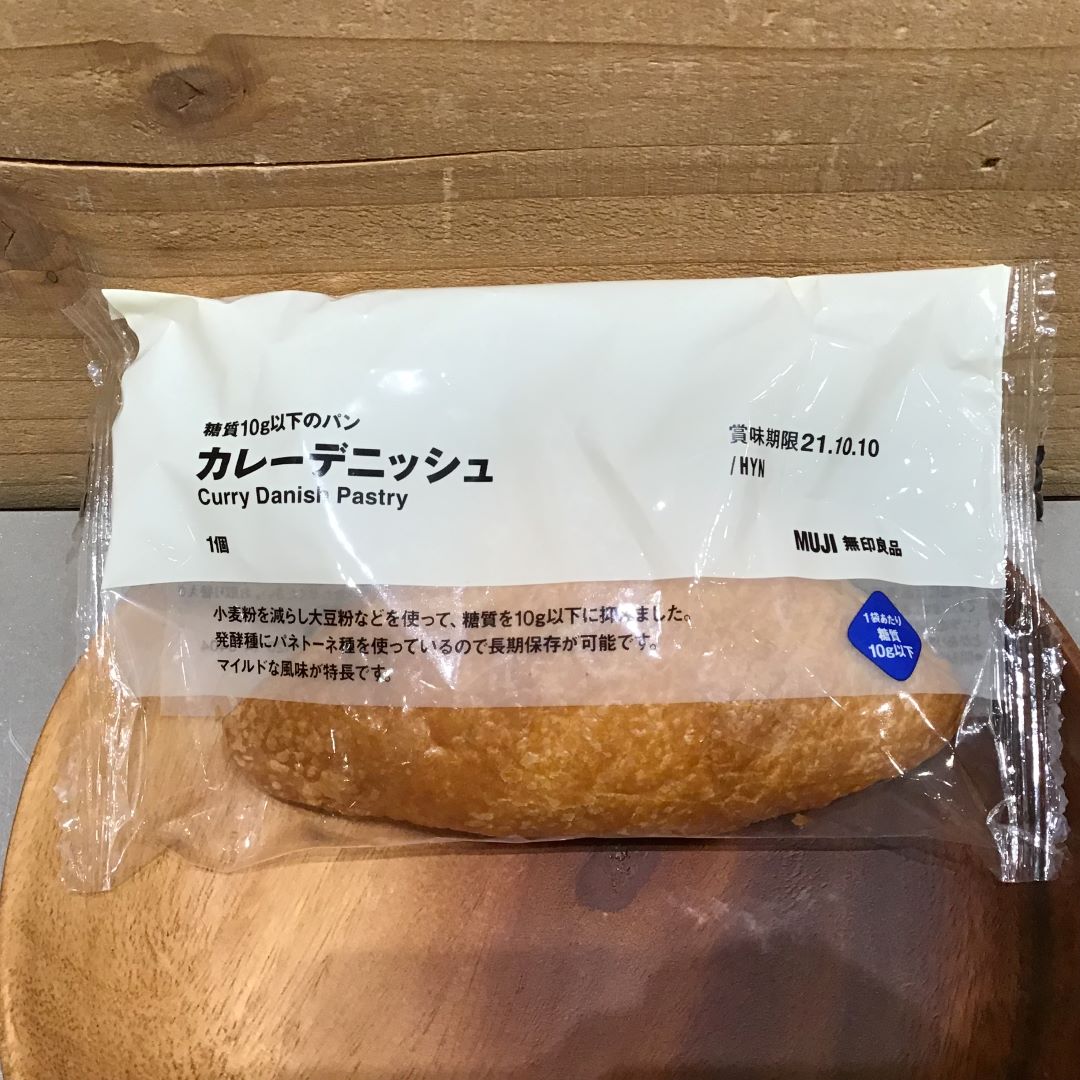 糖質10g以下のパン
カレーデニッシュ
Curry Danish Pastry
1個
賞味期限21.10.10
/HYN
MUJI 無印良品
小麦粉を減らし大豆粉などを使って、糖質を10g以下に抑えました。
発酵種にパネトーネ種を使っているので長期保存が可能です。
マイルドな風味が特長です。
1袋あたり
糖質
10g以下